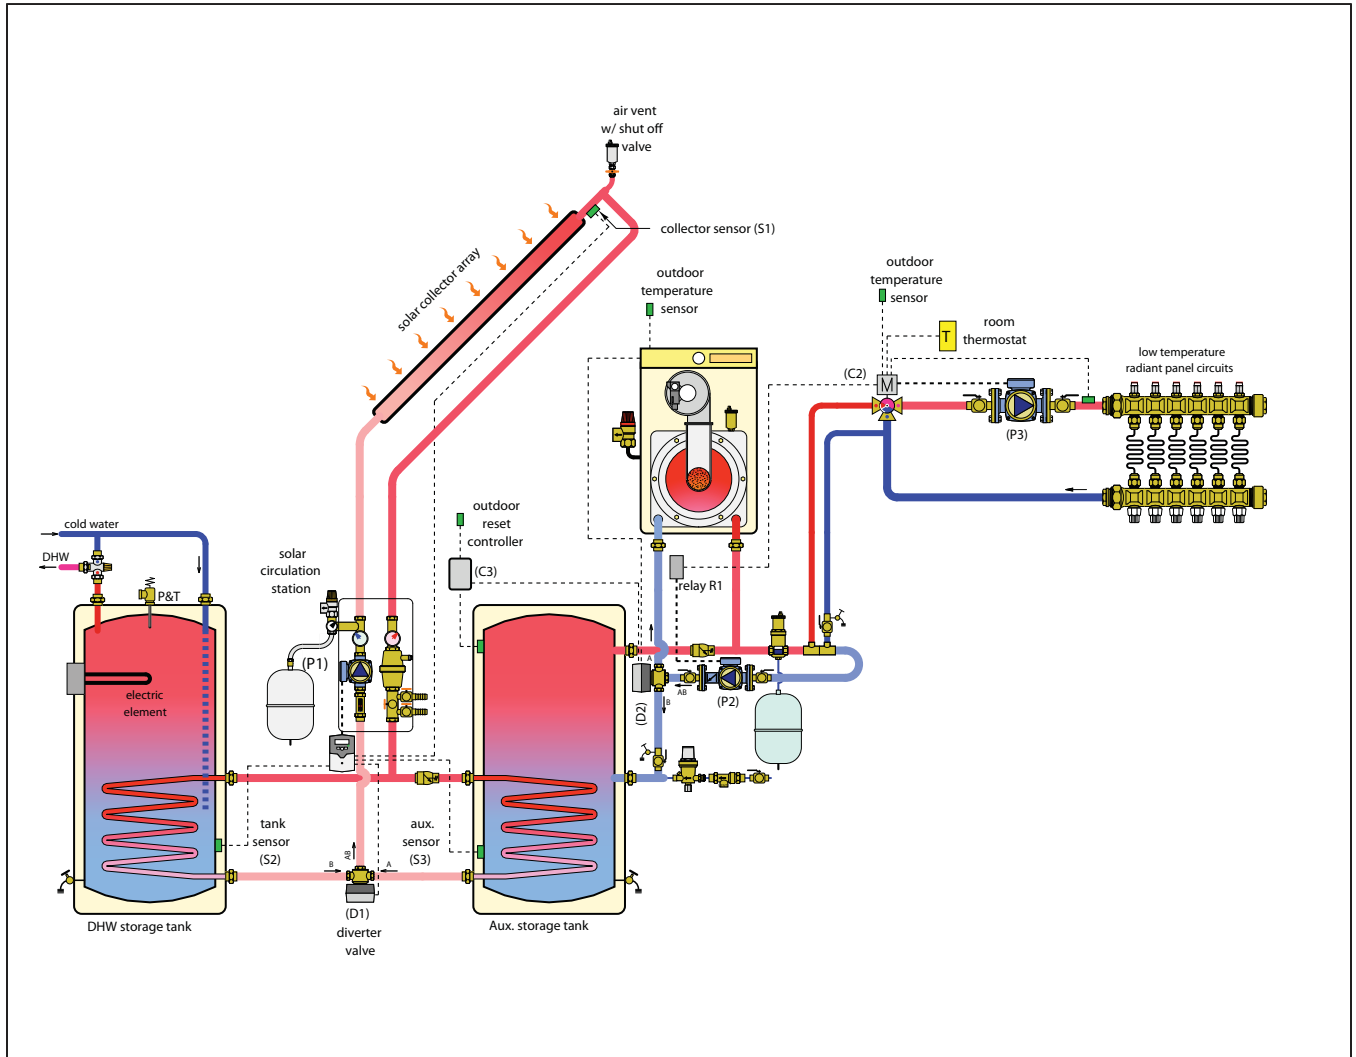 air vent
w/ shut off
valve
collector sensor (S1)
solar collector array
outdoor
temperature
sensor
outdoor
temperature
sensor
room
thermostat
T
(C2)
M
low temperature
radiant panel circuits
(P3)
cold water
DHW
P&T
solar
circulation
station
outdoor
reset
controller
(C3)
relay R1
(P1)
electric
element
A
AB
B
(D2)
(P2)
tank
sensor
(S2)
aux.
sensor
(S3)
B
AB
A
(D1)
diverter
valve
DHW storage tank
Aux. storage tank